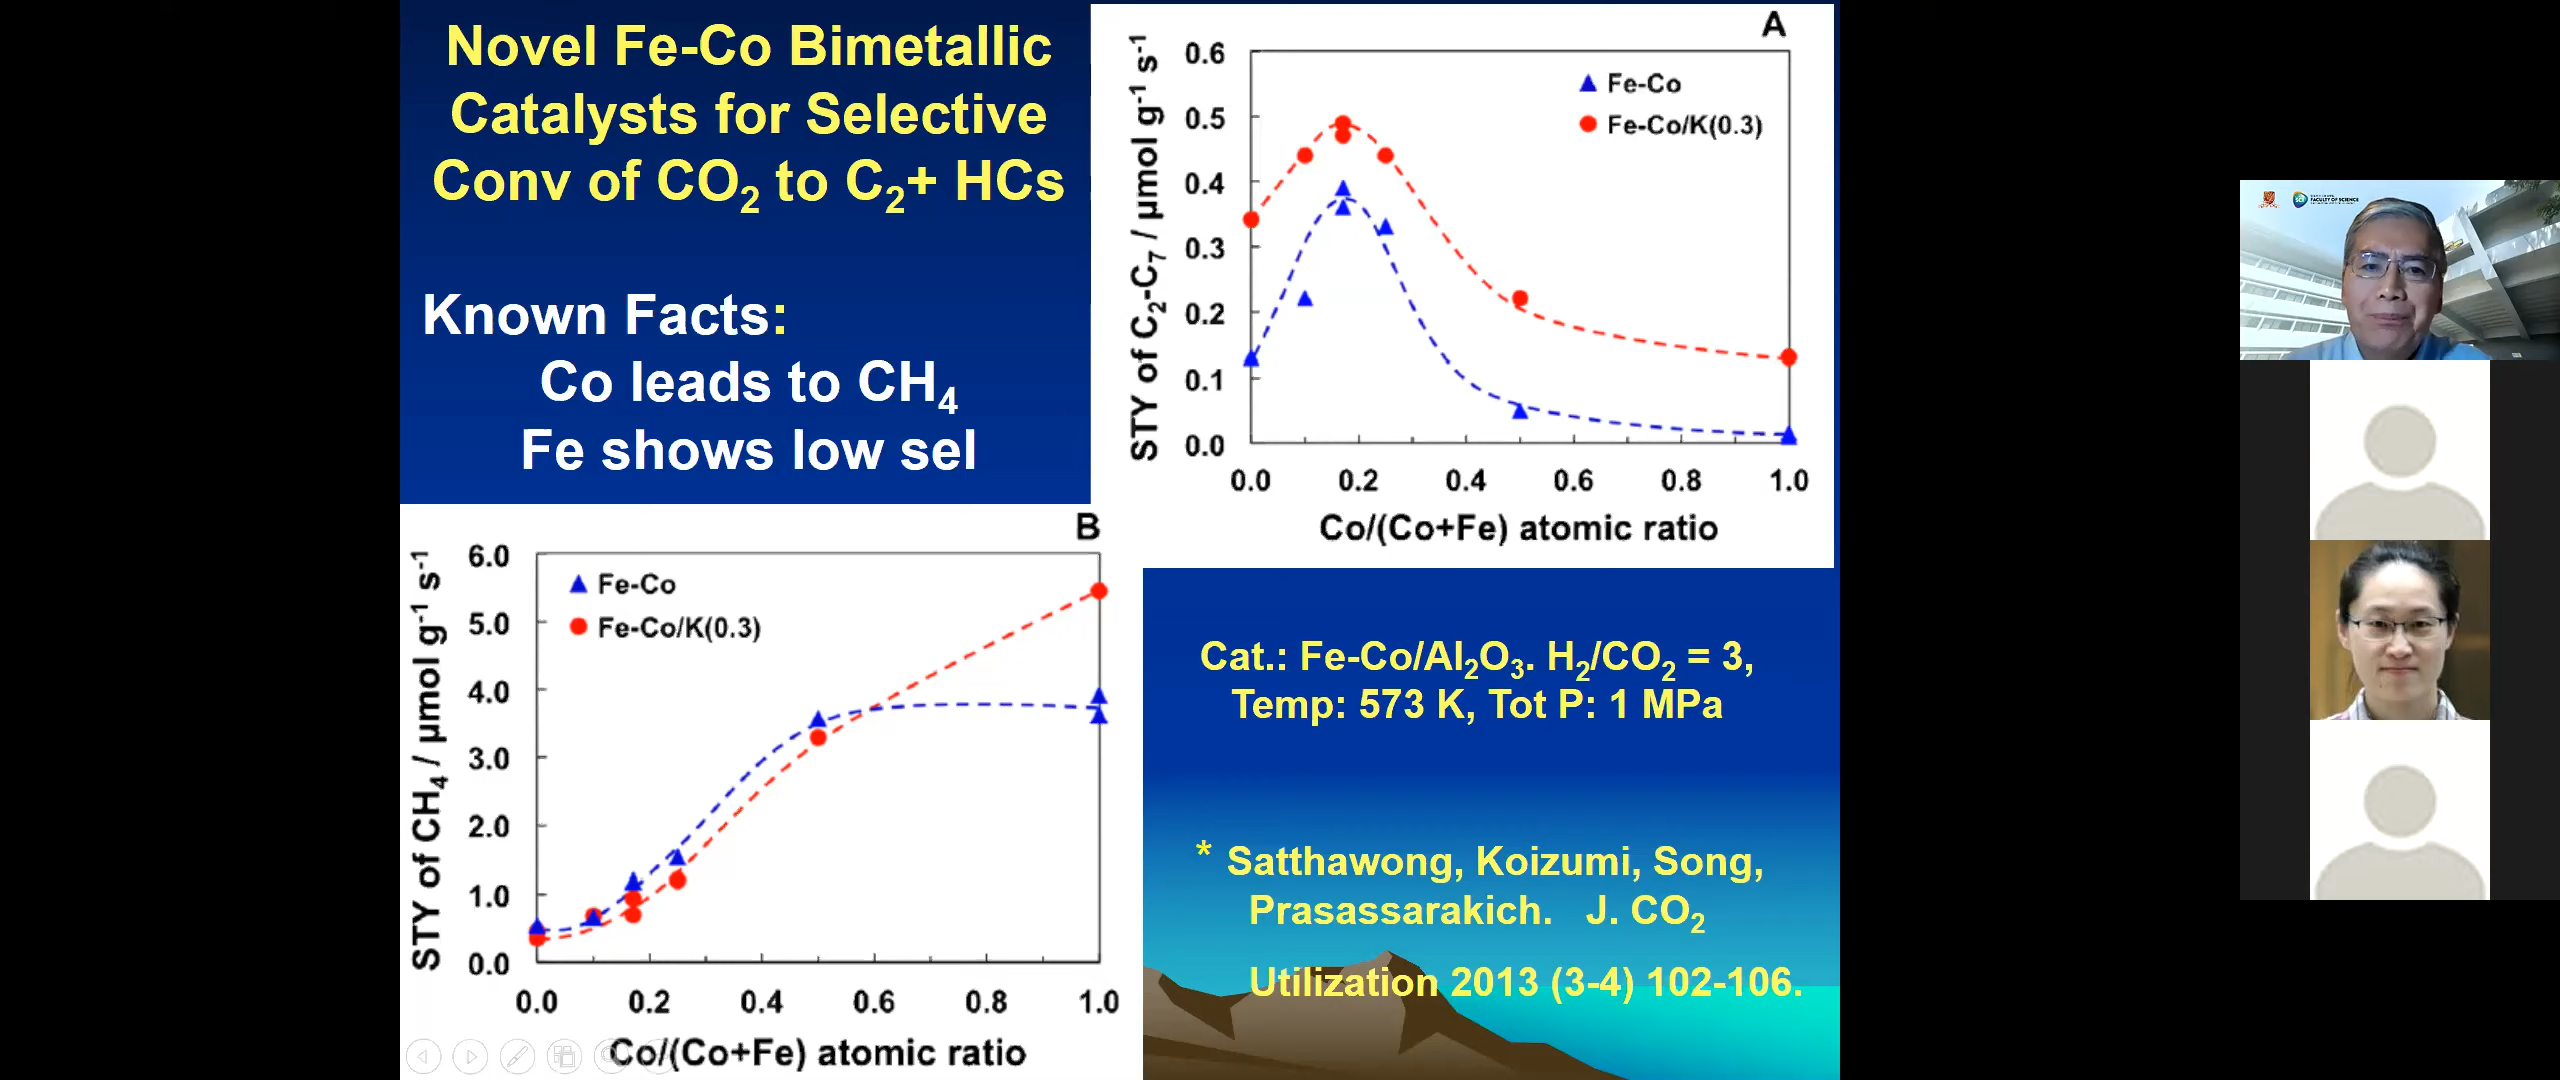 Novel Fe-Co Bimetallic
Catalysts for Selective
Conv of CO₂ to C₂+ HCs
Known Facts:
Co leads to CH₄
Fe shows low sel
A
STY of C₂-C₇ / µmol g⁻¹ s⁻¹
0.6
0.5
0.4
0.3
0.2
0.1
0.0
Fe-Co
Fe-Co/K(0.3)
0.0 0.2 0.4 0.6 0.8 1.0
Co/(Co+Fe) atomic ratio
B
STY of CH₄ / µmol g⁻¹ s⁻¹
6.0
5.0
4.0
3.0
2.0
1.0
0.0
Fe-Co
Fe-Co/K(0.3)
0.0 0.2 0.4 0.6 0.8 1.0
Co/(Co+Fe) atomic ratio
Cat.: Fe-Co/Al₂O₃. H₂/CO₂ = 3,
Temp: 573 K, Tot P: 1 MPa
* Satthawong, Koizumi, Song,
Prasassarakich. J. CO₂
Utilization 2013 (3-4) 102-106.
FACULTY OF SCIENCE